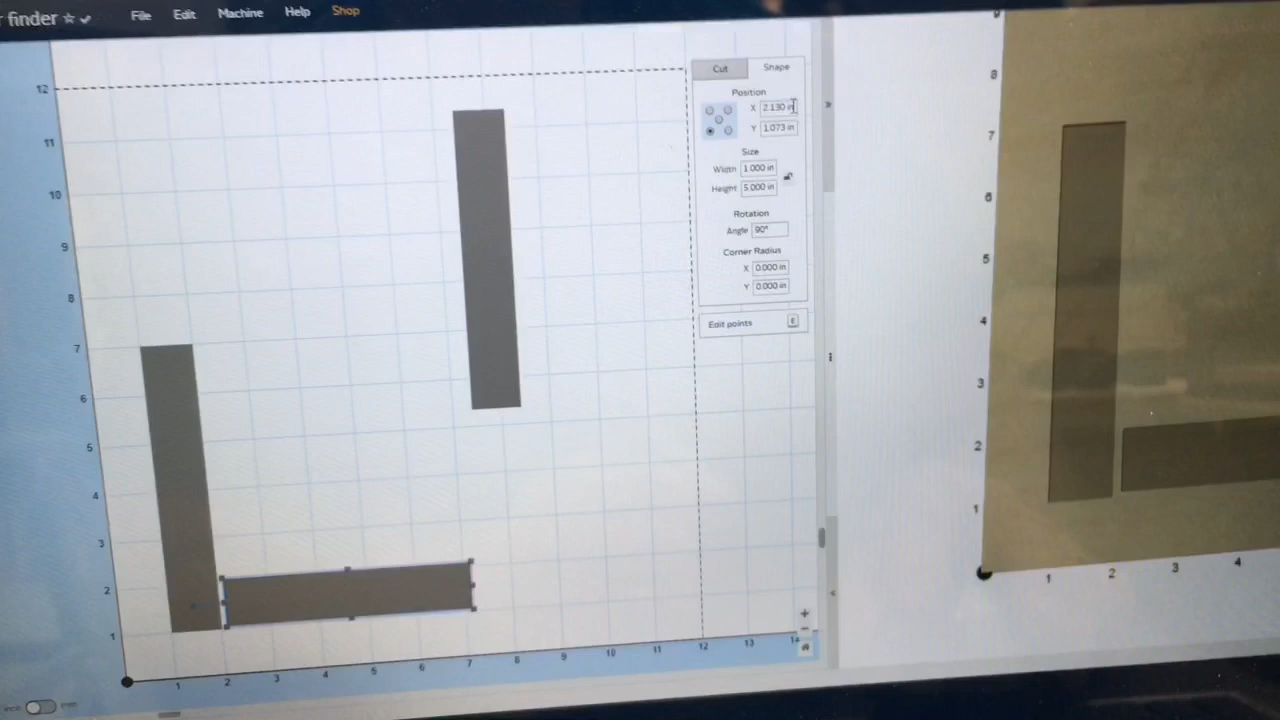 finder
File Edit Machine Help Shop
Cut Shape
Position
X 2.130 in
Y 1.073 in
Size
Width 1.000 in
Height 5.000 in
Rotation
Angle 90°
Corner Radius
X 0.000 in
Y 0.000 in
Edit points E
12
11
10
9
8
7
6
5
4
3
2
1
1 2 3 4 5 6 7 8 9 10 11 12 13
8
7
6
5
4
3
2
1
1 2 3 4